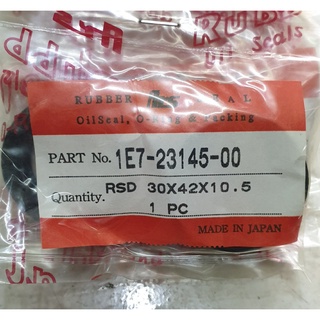 oil seals
RUBBER SEAL
OilSeal, O-Ring & Packing
PART No. 1E7-23145-00
RSD 30X42X10.5
Quantity.
1 PC
MADE IN JAPAN